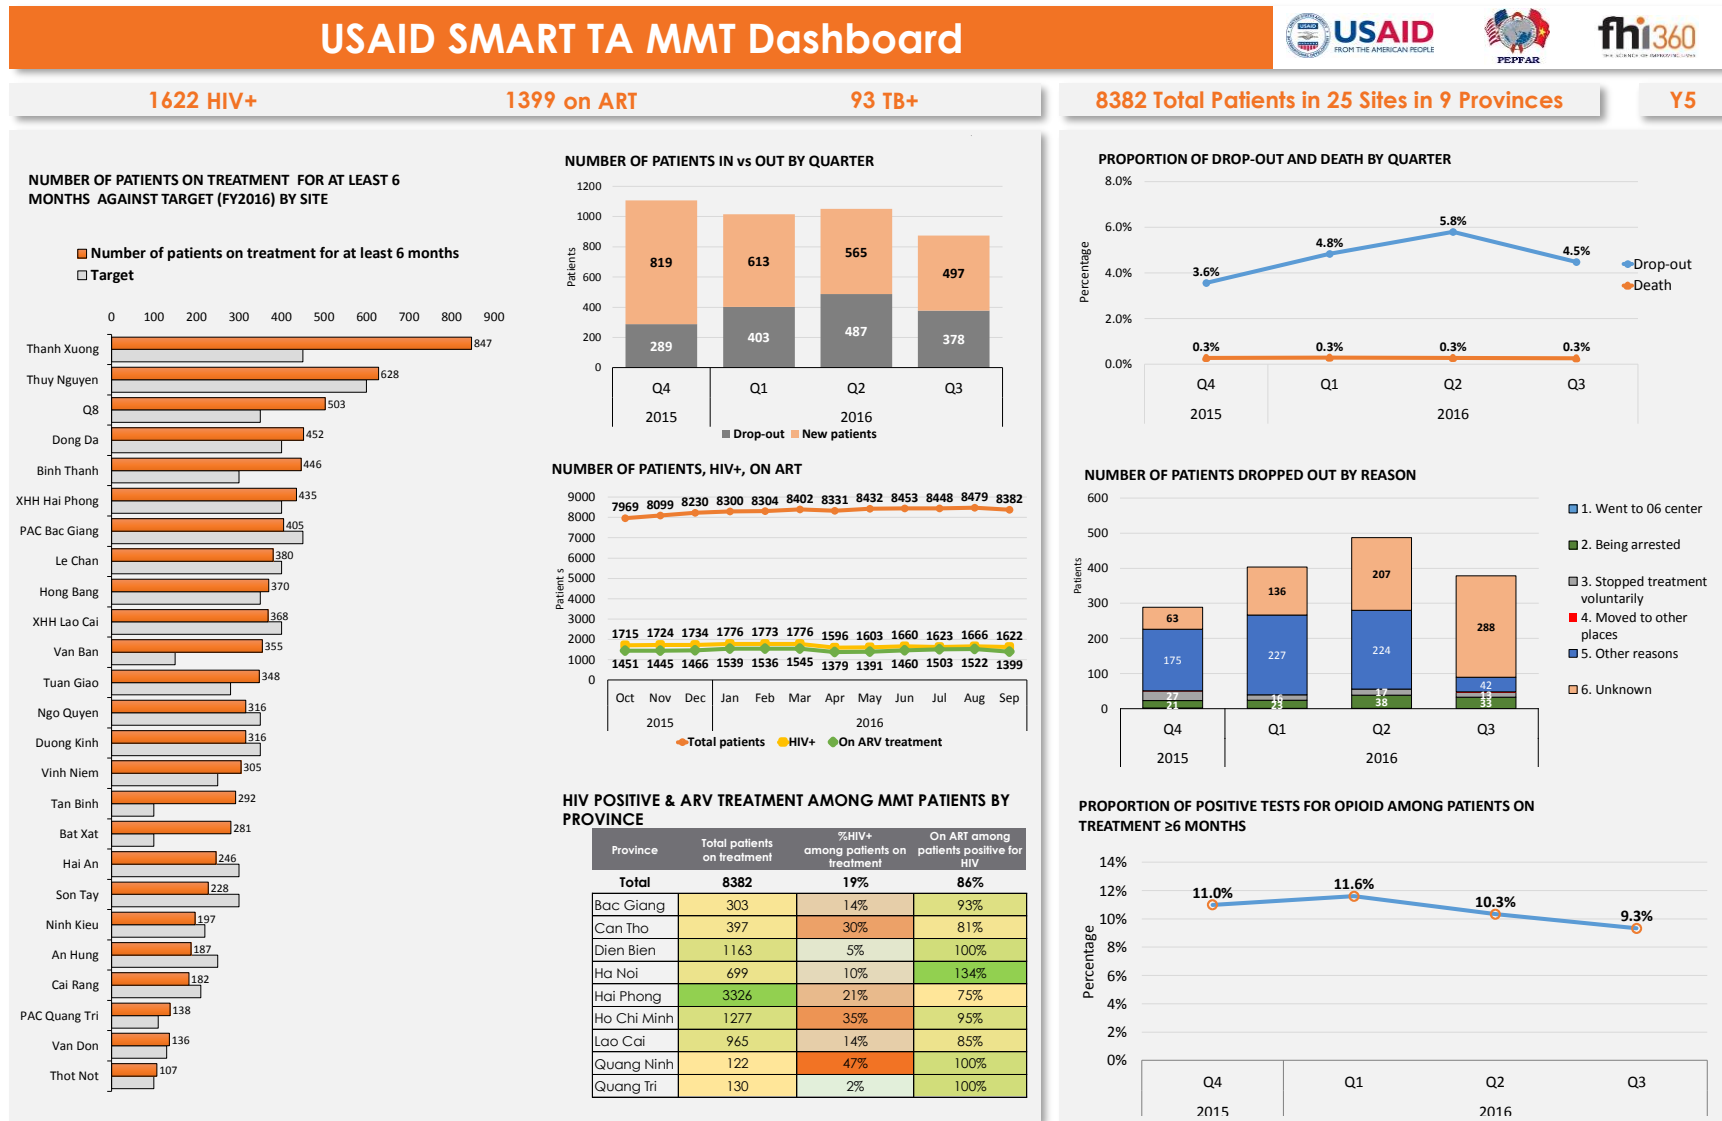 USAID SMART TA MMT Dashboard
USAID
USAID
FROM THE AMERICAN PEOPLE
PEPFAR
fhi360
THE SCIENCE OF IMPROVING LIVES
1622 HIV+
1399 on ART
93 TB+
8382 Total Patients in 25 Sites in 9 Provinces
Y5
NUMBER OF PATIENTS ON TREATMENT FOR AT LEAST 6
MONTHS AGAINST TARGET (FY2016) BY SITE
Number of patients on treatment for at least 6 months
Target
0 100 200 300 400 500 600 700 800 900
Thanh Xuong 847
Thuy Nguyen 628
Q8 503
Dong Da 452
Binh Thanh 446
XHH Hai Phong 435
PAC Bac Giang 405
Le Chan 380
Hong Bang 370
XHH Lao Cai 368
Van Ban 355
Tuan Giao 348
Ngo Quyen 316
Duong Kinh 316
Vinh Niem 305
Tan Binh 292
Bat Xat 281
Hai An 246
Son Tay 228
Ninh Kieu 197
An Hung 187
Cai Rang 182
PAC Quang Tri 138
Van Don 136
Thot Not 107
NUMBER OF PATIENTS IN vs OUT BY QUARTER
Patients
1200
1000
800
600
400
200
0
819 613 565 497
289 403 487 378
Q4 Q1 Q2 Q3
2015 2016
Drop-out New patients
NUMBER OF PATIENTS, HIV+, ON ART
Patient s
9000
8000
7000
6000
5000
4000
3000
2000
1000
0
7969 8099 8230 8300 8304 8402 8331 8432 8453 8448 8479 8382
1715 1724 1734 1776 1773 1776 1596 1603 1660 1623 1666 1622
1451 1445 1466 1539 1536 1545 1379 1391 1460 1503 1522 1399
Oct Nov Dec Jan Feb Mar Apr May Jun Jul Aug Sep
2015 2016
Total patients HIV+ On ARV treatment
HIV POSITIVE & ARV TREATMENT AMONG MMT PATIENTS BY
PROVINCE
Province
Total patients
on treatment
%HIV+
among patients on
treatment
On ART among
patients positive for
HIV
Total 8382 19% 86%
Bac Giang 303 14% 93%
Can Tho 397 30% 81%
Dien Bien 1163 5% 100%
Ha Noi 699 10% 134%
Hai Phong 3326 21% 75%
Ho Chi Minh 1277 35% 95%
Lao Cai 965 14% 85%
Quang Ninh 122 47% 100%
Quang Tri 130 2% 100%
PROPORTION OF DROP-OUT AND DEATH BY QUARTER
Percentage
8.0%
6.0%
4.0%
2.0%
0.0%
3.6% 4.8% 5.8% 4.5%
0.3% 0.3% 0.3% 0.3%
Q4 Q1 Q2 Q3
2015 2016
Drop-out
Death
NUMBER OF PATIENTS DROPPED OUT BY REASON
Patients
600
500
400
300
200
100
0
63 136 207 288
175 227 224 42
27 16 17 13
21 23 38 33
Q4 Q1 Q2 Q3
2015 2016
1. Went to 06 center
2. Being arrested
3. Stopped treatment
voluntarily
4. Moved to other
places
5. Other reasons
6. Unknown
PROPORTION OF POSITIVE TESTS FOR OPIOID AMONG PATIENTS ON
TREATMENT ≥6 MONTHS
Percentage
14%
12%
10%
8%
6%
4%
2%
0%
11.0% 11.6% 10.3% 9.3%
Q4 Q1 Q2 Q3
2015 2016